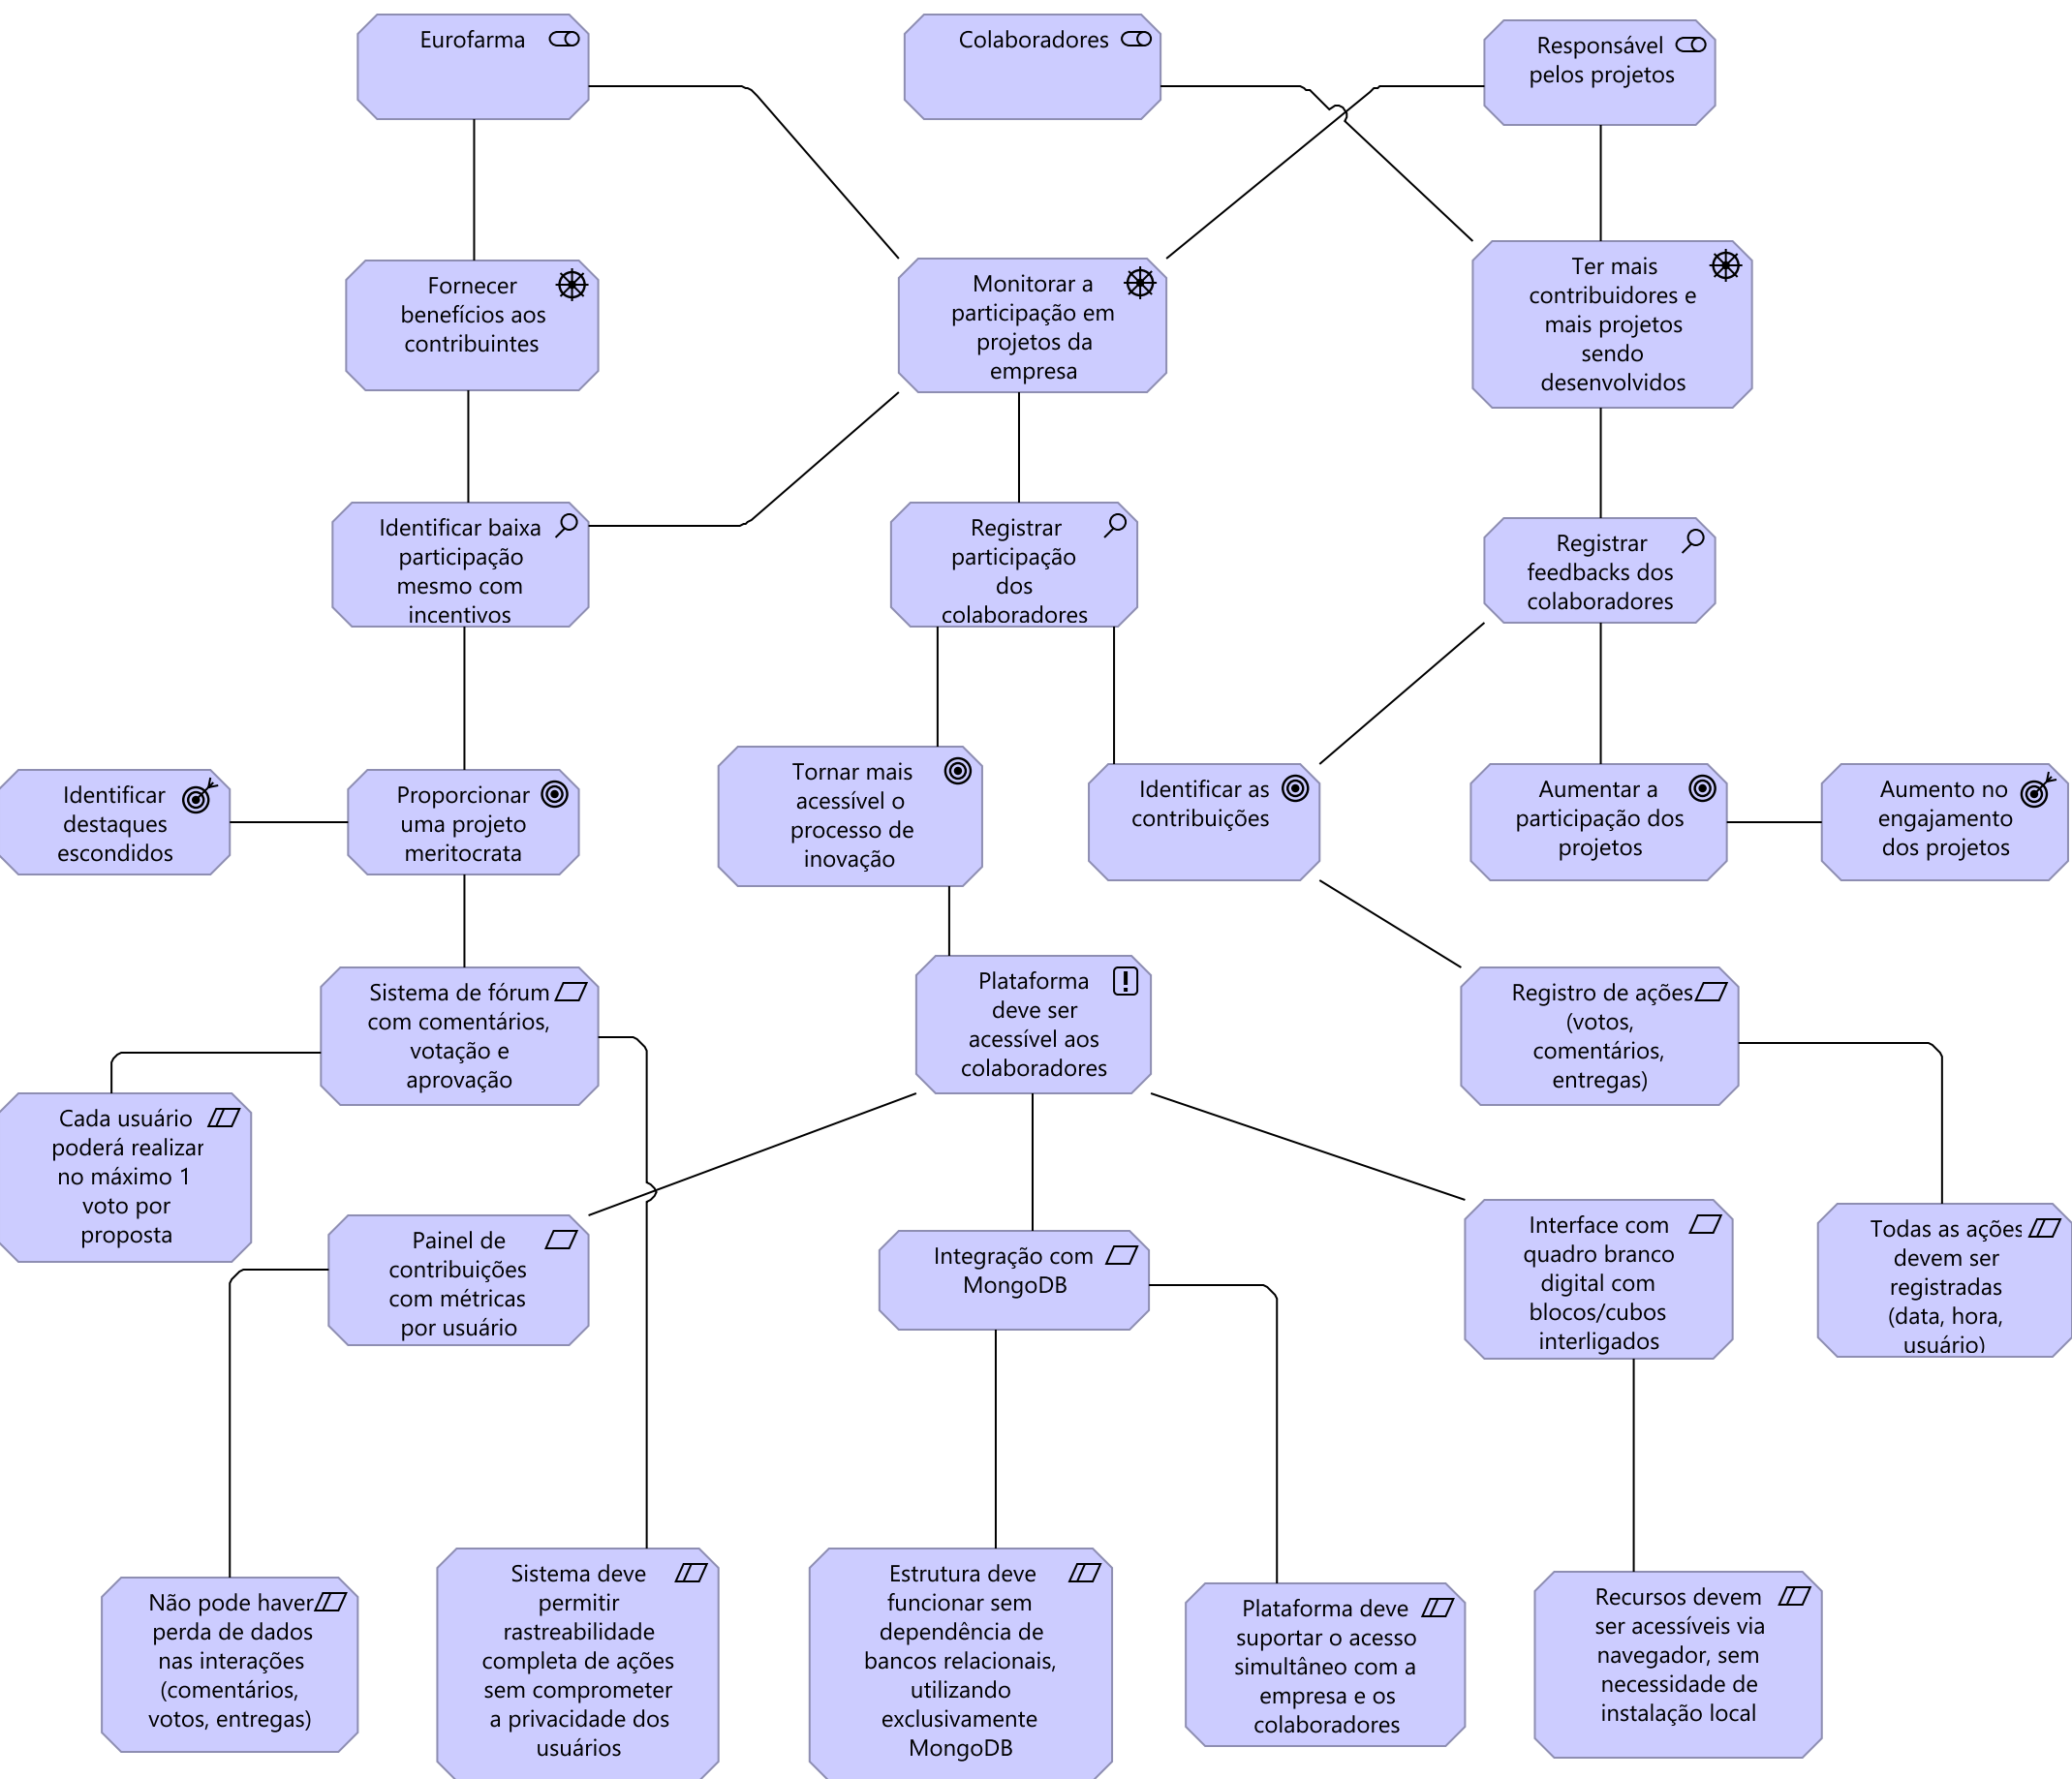 Eurofarma
Colaboradores
Responsável
pelos projetos
Fornecer
benefícios aos
contribuintes
Monitorar a
participação em
projetos da
empresa
Ter mais
contribuidores e
mais projetos
sendo
desenvolvidos
Identificar baixa
participação
mesmo com
incentivos
Registrar
participação
dos
colaboradores
Registrar
feedbacks dos
colaboradores
Identificar
destaques
escondidos
Proporcionar
uma projeto
meritocrata
Tornar mais
acessível o
processo de
inovação
Identificar as
contribuições
Aumentar a
participação dos
projetos
Aumento no
engajamento
dos projetos
Sistema de fórum
com comentários,
votação e
aprovação
Plataforma
deve ser
acessível aos
colaboradores
Registro de ações
(votos,
comentários,
entregas)
Cada usuário
poderá realizar
no máximo 1
voto por
proposta
Painel de
contribuições
com métricas
por usuário
Integração com
MongoDB
Interface com
quadro branco
digital com
blocos/cubos
interligados
Todas as ações
devem ser
registradas
(data, hora,
usuário)
Não pode haver
perda de dados
nas interações
(comentários,
votos, entregas)
Sistema deve
permitir
rastreabilidade
completa de ações
sem comprometer
a privacidade dos
usuários
Estrutura deve
funcionar sem
dependência de
bancos relacionais,
utilizando
exclusivamente
MongoDB
Plataforma deve
suportar o acesso
simultâneo com a
empresa e os
colaboradores
Recursos devem
ser acessíveis via
navegador, sem
necessidade de
instalação local